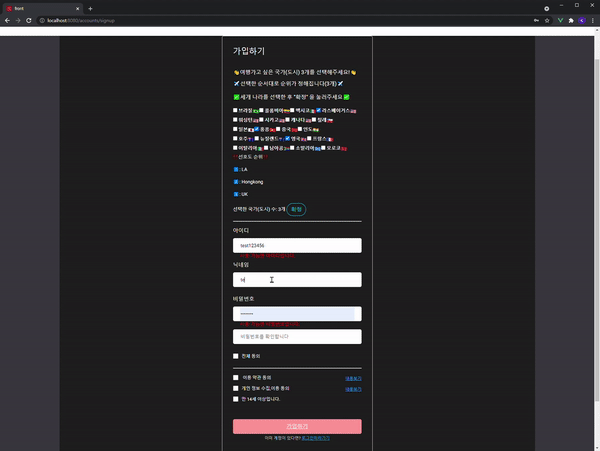 front
localhost:8080/accounts/signup
가입하기
여행가고 싶은 국가(도시) 3개를 선택해주세요!
선택한 순서대로 순위가 정해집니다(3개)
세개 나라를 선택한 후 "확정" 을 눌러주세요
브라질 콜롬비아 멕시코 라스베이거스
워싱턴 시카고 캐나다 칠레
일본 홍콩 중국 인도
호주 뉴질랜드 영국 프랑스
이탈리아 남아공 소말리아 모로코
선호도 순위
1 : LA
2 : Hongkong
3 : UK
선택한 국가(도시) 수: 3개 확정
아이디
test123456
닉네임
비밀번호
비밀번호를 확인합니다
전체 동의
이용 약관 동의 내용보기
개인 정보 수집,이용 동의 내용보기
만 14세 이상입니다.
가입하기
이미 계정이 있다면? 로그인하러가기